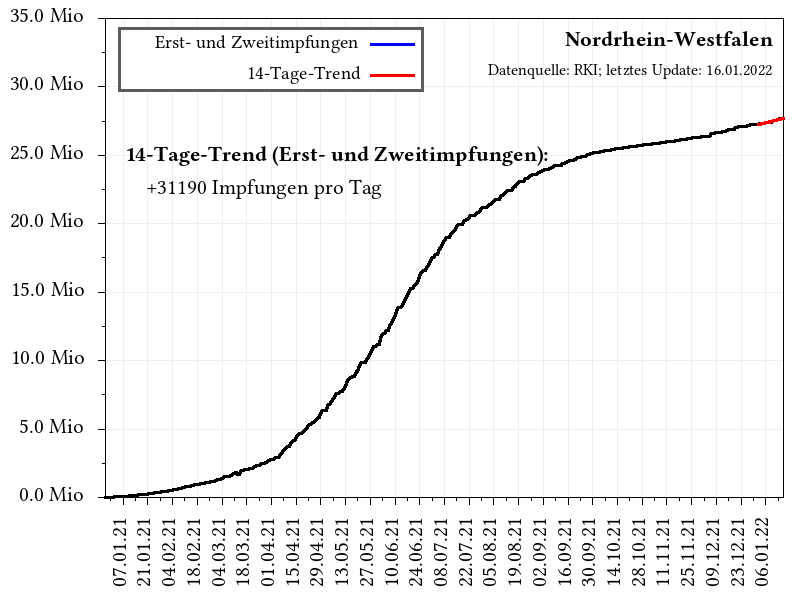 35.0 Mio
30.0 Mio
25.0 Mio
20.0 Mio
15.0 Mio
10.0 Mio
5.0 Mio
0.0 Mio
Erst- und Zweitimpfungen
14-Tage-Trend
Nordrhein-Westfalen
Datenquelle: RKI; letztes Update: 16.01.2022
14-Tage-Trend (Erst- und Zweitimpfungen):
+31190 Impfungen pro Tag
07.01.21
21.01.21
04.02.21
18.02.21
04.03.21
18.03.21
01.04.21
15.04.21
29.04.21
13.05.21
27.05.21
10.06.21
24.06.21
08.07.21
22.07.21
05.08.21
19.08.21
02.09.21
16.09.21
30.09.21
14.10.21
28.10.21
11.11.21
25.11.21
09.12.21
23.12.21
06.01.22